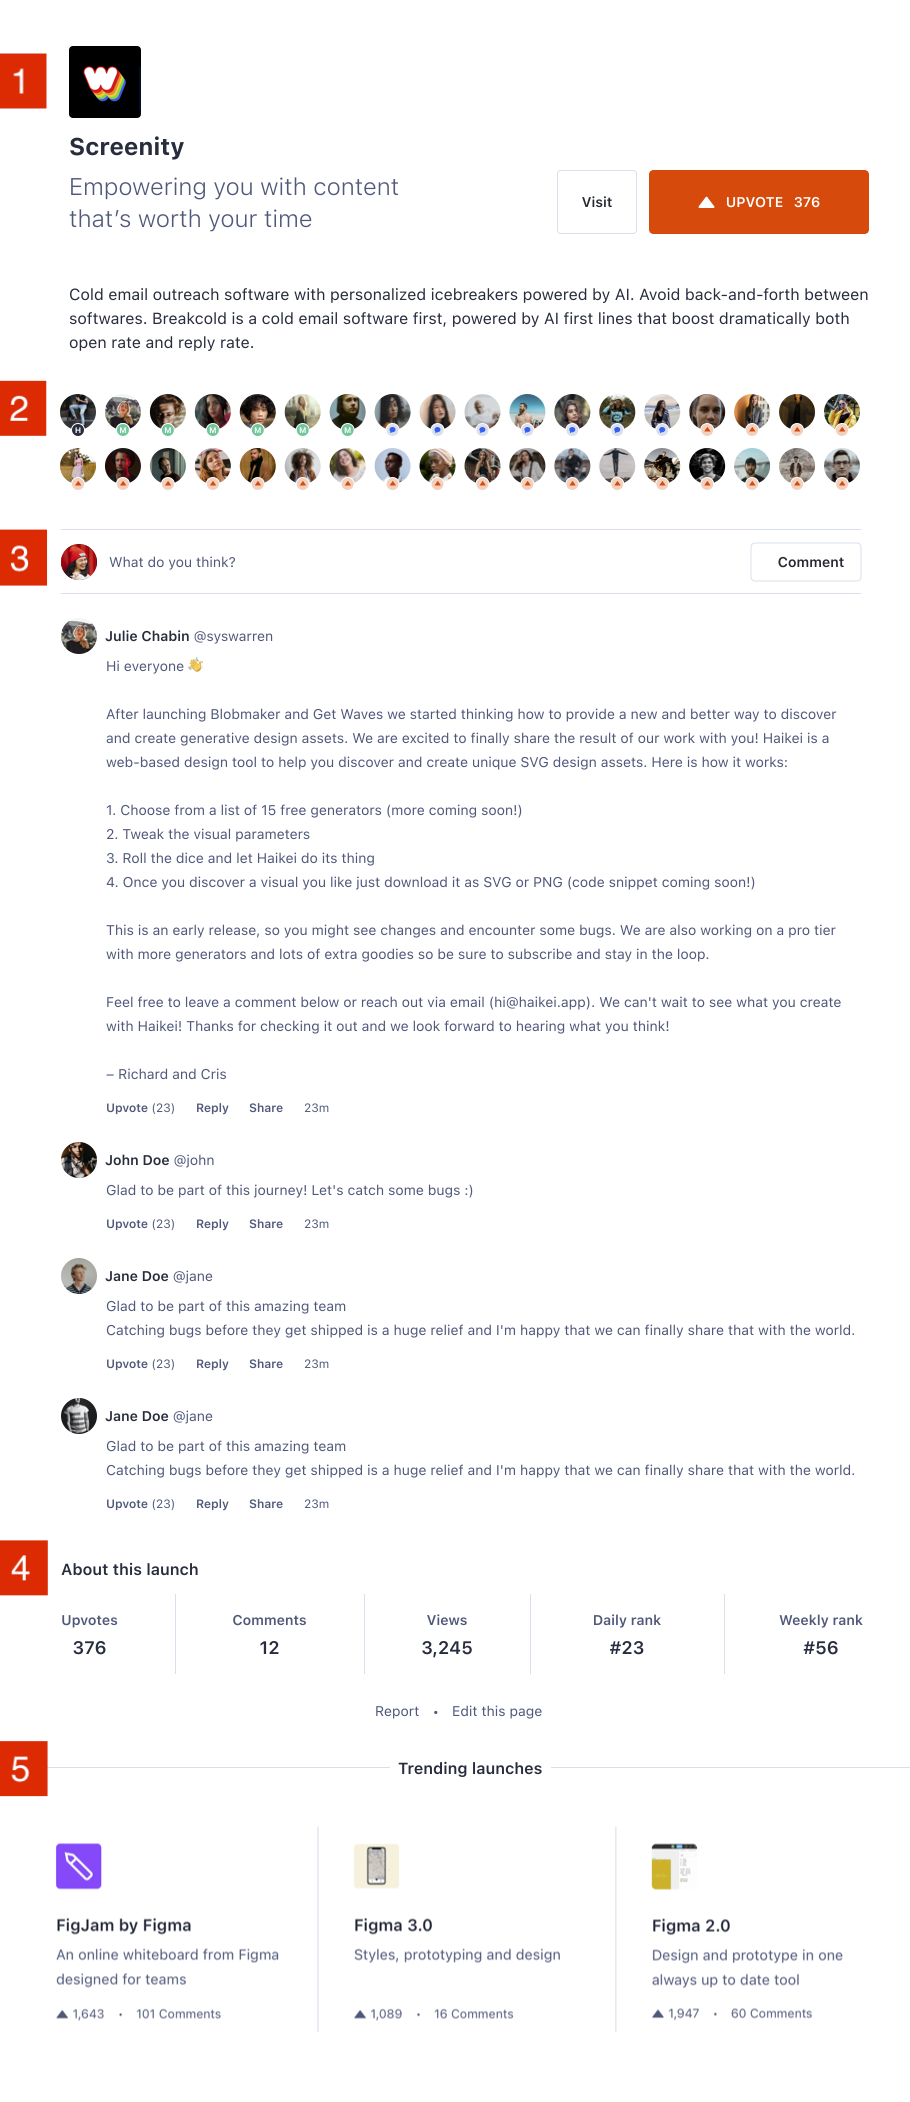 1
W
Screenity
Empowering you with content
that's worth your time
Visit
UPVOTE 376
Cold email outreach software with personalized icebreakers powered by AI. Avoid back-and-forth between
softwares. Breakcold is a cold email software first, powered by AI first lines that boost dramatically both
open rate and reply rate.
2
H M M M M M M
3
What do you think?
Comment
Julie Chabin @syswarren
Hi everyone 👋
After launching Blobmaker and Get Waves we started thinking how to provide a new and better way to discover
and create generative design assets. We are excited to finally share the result of our work with you! Haikei is a
web-based design tool to help you discover and create unique SVG design assets. Here is how it works:
1. Choose from a list of 15 free generators (more coming soon!)
2. Tweak the visual parameters
3. Roll the dice and let Haikei do its thing
4. Once you discover a visual you like just download it as SVG or PNG (code snippet coming soon!)
This is an early release, so you might see changes and encounter some bugs. We are also working on a pro tier
with more generators and lots of extra goodies so be sure to subscribe and stay in the loop.
Feel free to leave a comment below or reach out via email (hi@haikei.app). We can't wait to see what you create
with Haikei! Thanks for checking it out and we look forward to hearing what you think!
– Richard and Cris
Upvote (23) Reply Share 23m
John Doe @john
Glad to be part of this journey! Let's catch some bugs :)
Upvote (23) Reply Share 23m
Jane Doe @jane
Glad to be part of this amazing team
Catching bugs before they get shipped is a huge relief and I'm happy that we can finally share that with the world.
Upvote (23) Reply Share 23m
Jane Doe @jane
Glad to be part of this amazing team
Catching bugs before they get shipped is a huge relief and I'm happy that we can finally share that with the world.
Upvote (23) Reply Share 23m
4
About this launch
Upvotes Comments Views Daily rank Weekly rank
376 12 3,245 #23 #56
Report • Edit this page
5
Trending launches
FigJam by Figma
An online whiteboard from Figma
designed for teams
1,643 • 101 Comments
Figma 3.0
Styles, prototyping and design
1,089 • 16 Comments
Figma 2.0
Design and prototype in one
always up to date tool
1,947 • 60 Comments